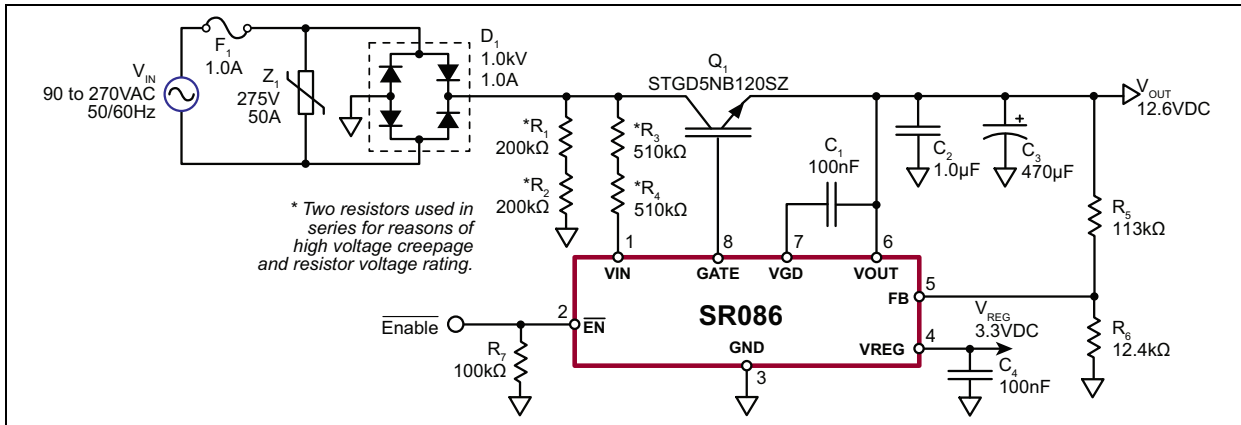 F1
1.0A
VIN
90 to 270VAC
50/60Hz
Z1
275V
50A
D1
1.0kV
1.0A
*R1
200kΩ
*R2
200kΩ
*R3
510kΩ
*R4
510kΩ
Q1
STGD5NB120SZ
C1
100nF
C2
1.0µF
+
C3
470µF
VOUT
12.6VDC
R5
113kΩ
* Two resistors used in
series for reasons of
high voltage creepage
and resistor voltage rating.
1
8
7
6
VIN
GATE
VGD
VOUT
FB
5
SR086
Enable
2
EN
R7
100kΩ
GND
3
VREG
4
VREG
3.3VDC
C4
100nF
R6
12.4kΩ